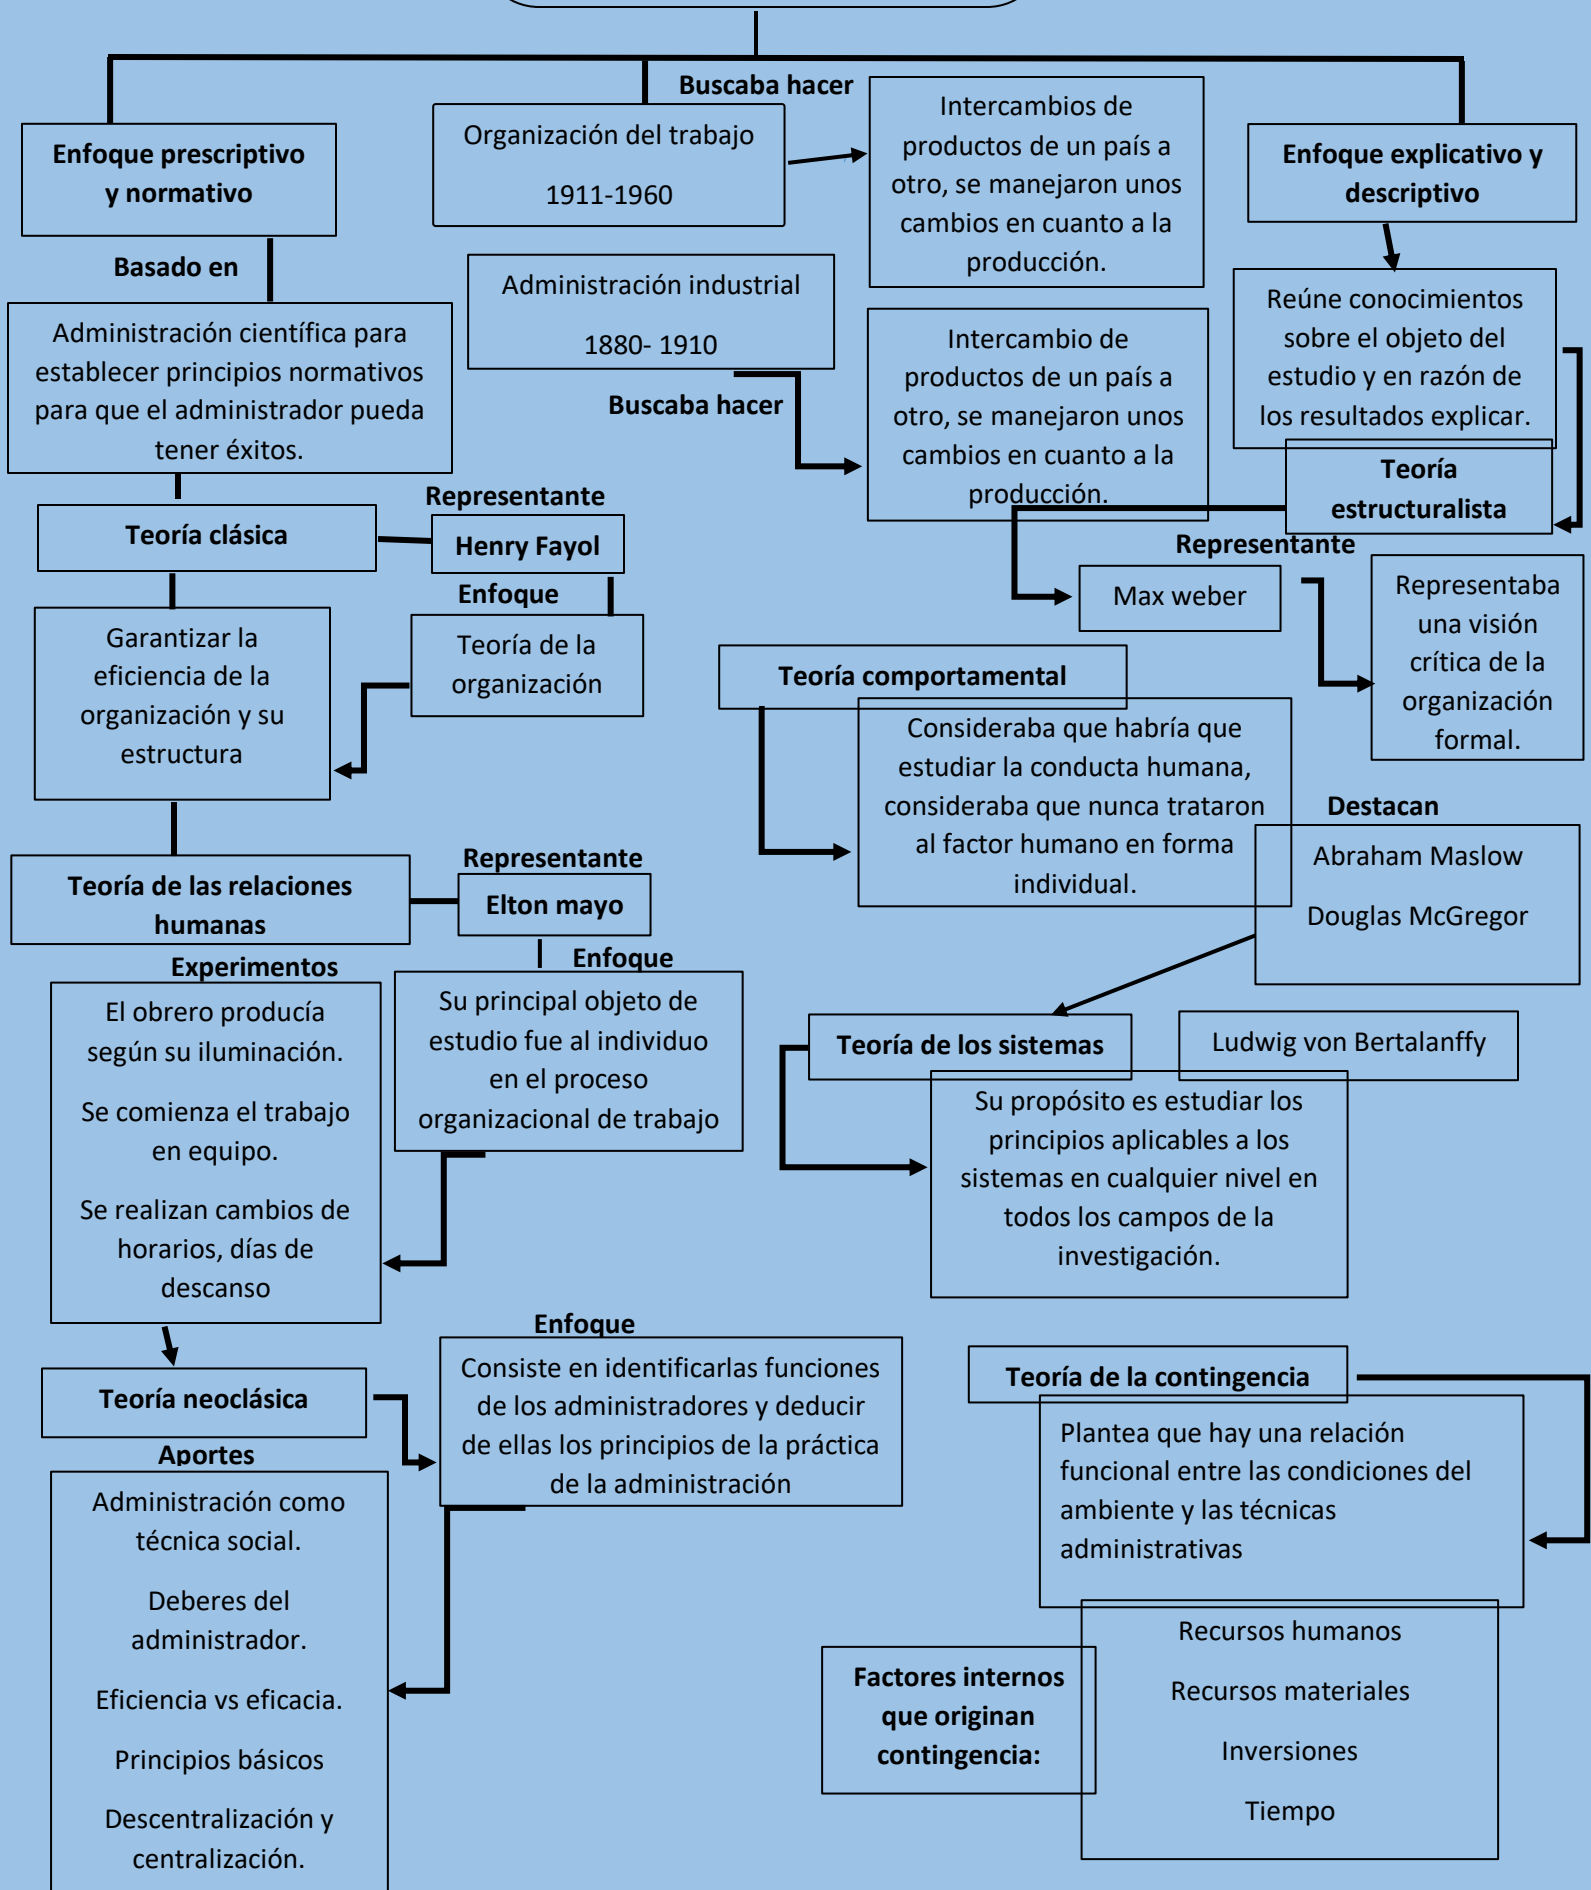 Buscaba hacer
Enfoque prescriptivo
y normativo
Organización del trabajo
1911-1960
Intercambios de
productos de un país a
otro, se manejaron unos
cambios en cuanto a la
producción.
Enfoque explicativo y
descriptivo
Basado en
Administración científica para
establecer principios normativos
para que el administrador pueda
tener éxitos.
Administración industrial
1880- 1910
Buscaba hacer
Intercambio de
productos de un país a
otro, se manejaron unos
cambios en cuanto a la
producción.
Reúne conocimientos
sobre el objeto del
estudio y en razón de
los resultados explicar.
Teoría
estructuralista
Teoría clásica
Representante
Henry Fayol
Enfoque
Teoría de la
organización
Garantizar la
eficiencia de la
organización y su
estructura
Representante
Max weber
Representaba
una visión
crítica de la
organización
formal.
Teoría comportamental
Consideraba que habría que
estudiar la conducta humana,
consideraba que nunca trataron
al factor humano en forma
individual.
Destacan
Abraham Maslow
Douglas McGregor
Teoría de las relaciones
humanas
Representante
Elton mayo
Enfoque
Su principal objeto de
estudio fue al individuo
en el proceso
organizacional de trabajo
Experimentos
El obrero producía
según su iluminación.
Se comienza el trabajo
en equipo.
Se realizan cambios de
horarios, días de
descanso
Teoría de los sistemas
Ludwig von Bertalanffy
Su propósito es estudiar los
principios aplicables a los
sistemas en cualquier nivel en
todos los campos de la
investigación.
Teoría neoclásica
Enfoque
Consiste en identificarlas funciones
de los administradores y deducir
de ellas los principios de la práctica
de la administración
Aportes
Administración como
técnica social.
Deberes del
administrador.
Eficiencia vs eficacia.
Principios básicos
Descentralización y
centralización.
Teoría de la contingencia
Plantea que hay una relación
funcional entre las condiciones del
ambiente y las técnicas
administrativas
Factores internos
que originan
contingencia:
Recursos humanos
Recursos materiales
Inversiones
Tiempo